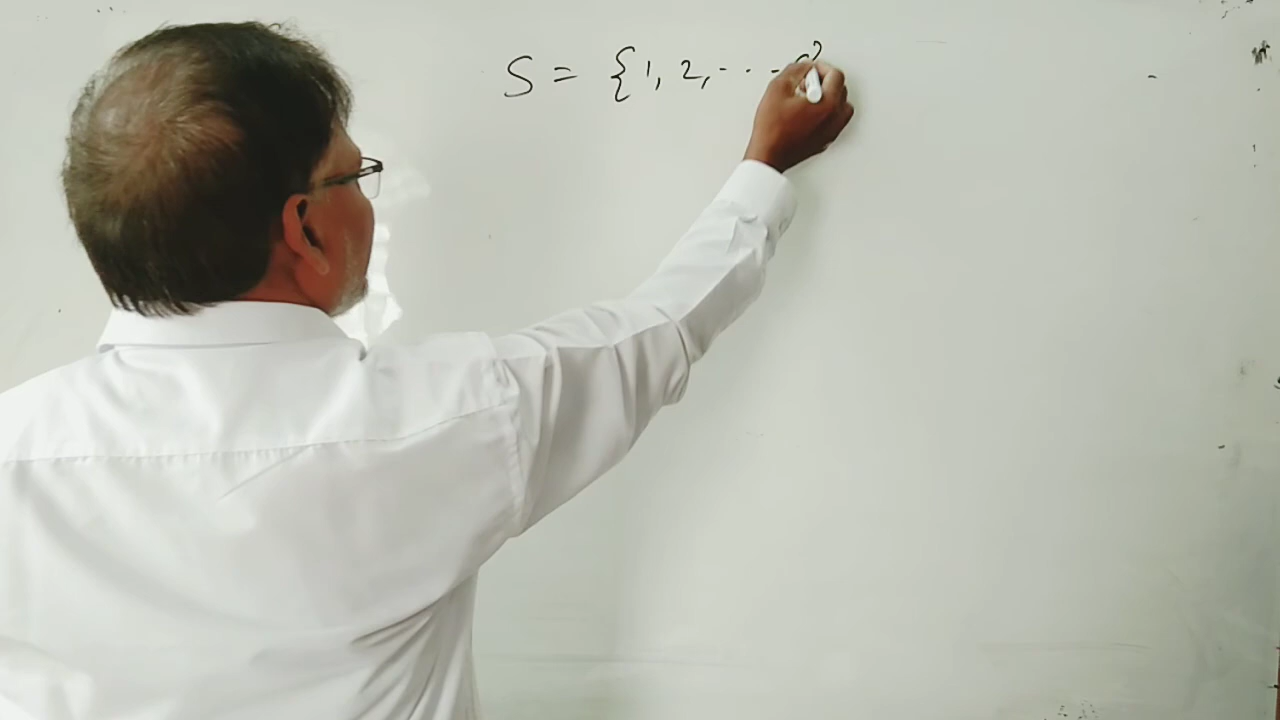 S = {1, 2, - - -